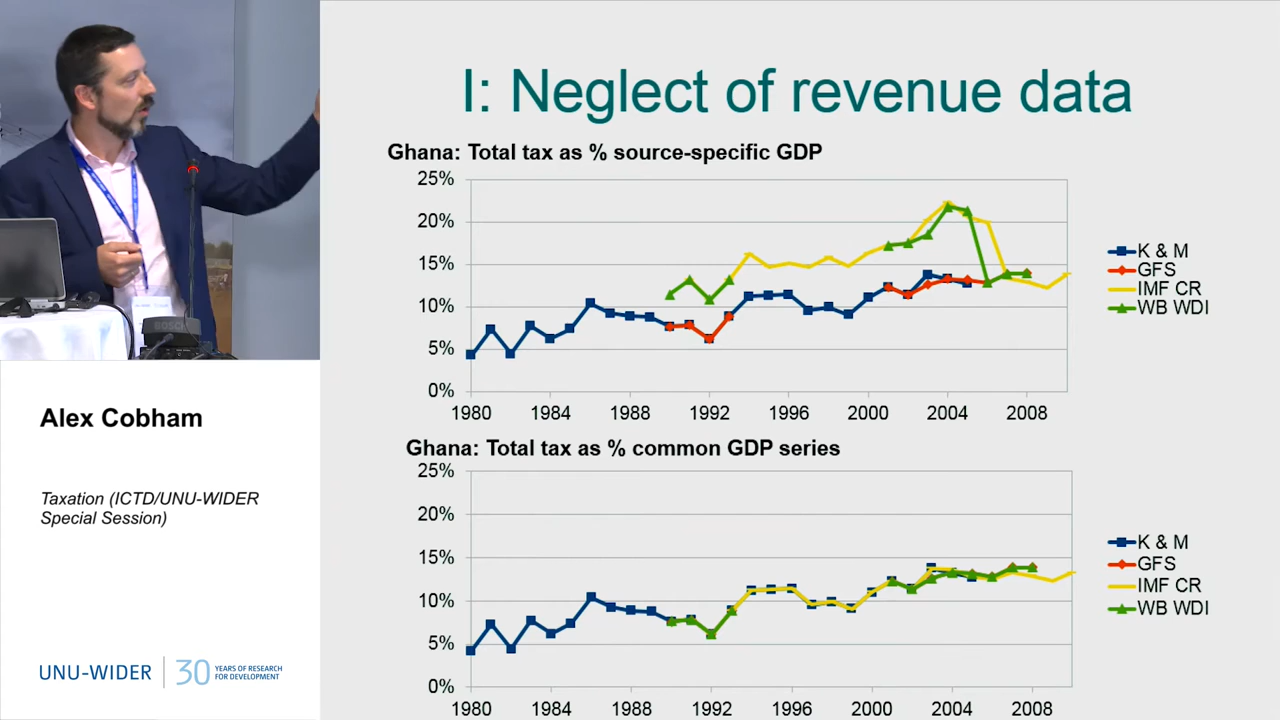 I: Neglect of revenue data
Ghana: Total tax as % source-specific GDP
25%
20%
15%
10%
5%
0%
1980 1984 1988 1992 1996 2000 2004 2008
K & M
GFS
IMF CR
WB WDI
Ghana: Total tax as % common GDP series
25%
20%
15%
10%
5%
0%
1980 1984 1988 1992 1996 2000 2004 2008
K & M
GFS
IMF CR
WB WDI
BOSCH
Alex Cobham
Taxation (ICTD/UNU-WIDER
Special Session)
UNU-WIDER
30 YEARS OF RESEARCH
FOR DEVELOPMENT